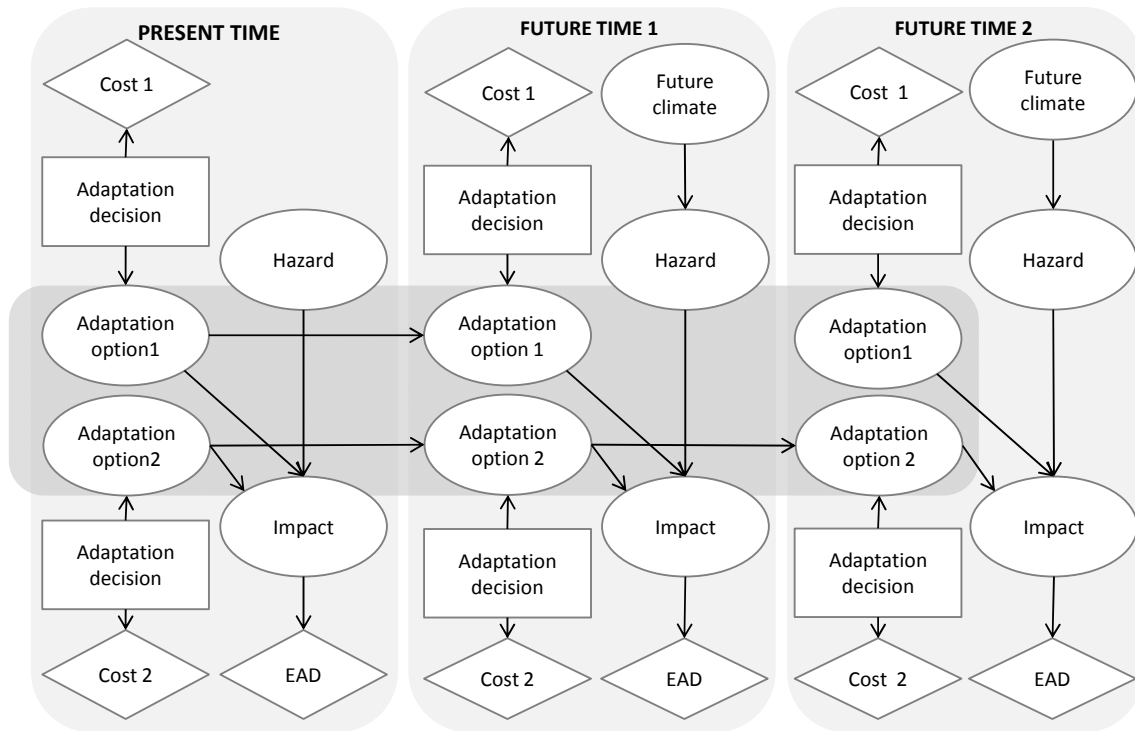 PRESENT TIME
Cost 1
Adaptation
decision
Hazard
Adaptation
option1
Adaptation
option2
Impact
Adaptation
decision
Cost 2
EAD
FUTURE TIME 1
Cost 1
Future
climate
Adaptation
decision
Hazard
Adaptation
option 1
Adaptation
option 2
Impact
Adaptation
decision
Cost 2
EAD
FUTURE TIME 2
Cost 1
Future
climate
Adaptation
decision
Hazard
Adaptation
option1
Adaptation
option 2
Impact
Adaptation
decision
Cost 2
EAD